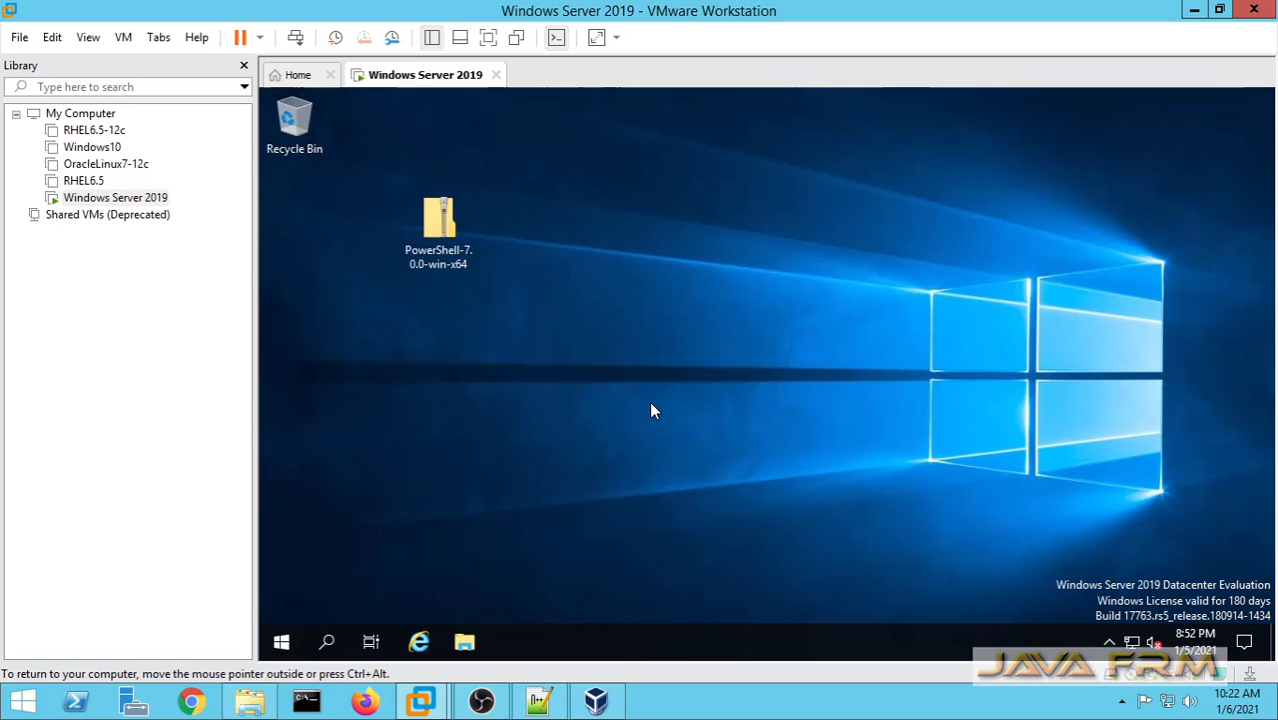 Windows Server 2019 - VMware Workstation
File Edit View VM Tabs Help
Library
Type here to search
My Computer
RHEL6.5-12c
Windows10
OracleLinux7-12c
RHEL6.5
Windows Server 2019
Shared VMs (Deprecated)
Home
Windows Server 2019
Recycle Bin
PowerShell-7.
0.0-win-x64
Windows Server 2019 Datacenter Evaluation
Windows License valid for 180 days
Build 17763.rs5_release.180914-1434
8:52 PM
1/5/2021
To return to your computer, move the mouse pointer outside or press Ctrl+Alt.
JAVA FRM
10:22 AM
1/6/2021